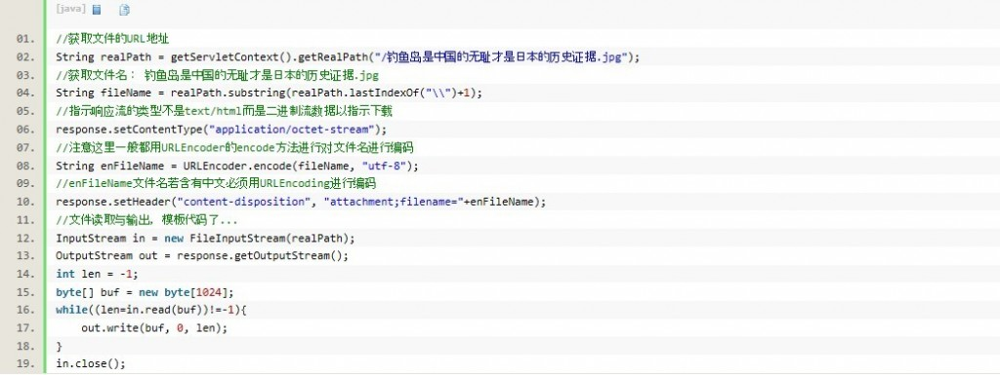 [java]
01. //获取文件的URL地址
02. String realPath = getServletContext().getRealPath("/钓鱼岛是中国的无耻才是日本的历史证据.jpg");
03. //获取文件名： 钓鱼岛是中国的无耻才是日本的历史证据.jpg
04. String fileName = realPath.substring(realPath.lastIndexOf("\\")+1);
05. //指示响应流的类型不是text/html而是二进制流数据以指示下载
06. response.setContentType("application/octet-stream");
07. //注意这里一般都用URLEncoder的encode方法进行对文件名进行编码
08. String enFileName = URLEncoder.encode(fileName, "utf-8");
09. //enFileName文件名若含有中文必须用URLEncoding进行编码
10. response.setHeader("content-disposition", "attachment;filename="+enFileName);
11. //文件读取与输出，模板代码了...
12. InputStream in = new FileInputStream(realPath);
13. OutputStream out = response.getOutputStream();
14. int len = -1;
15. byte[] buf = new byte[1024];
16. while((len=in.read(buf))!=-1){
17.     out.write(buf, 0, len);
18. }
19. in.close();